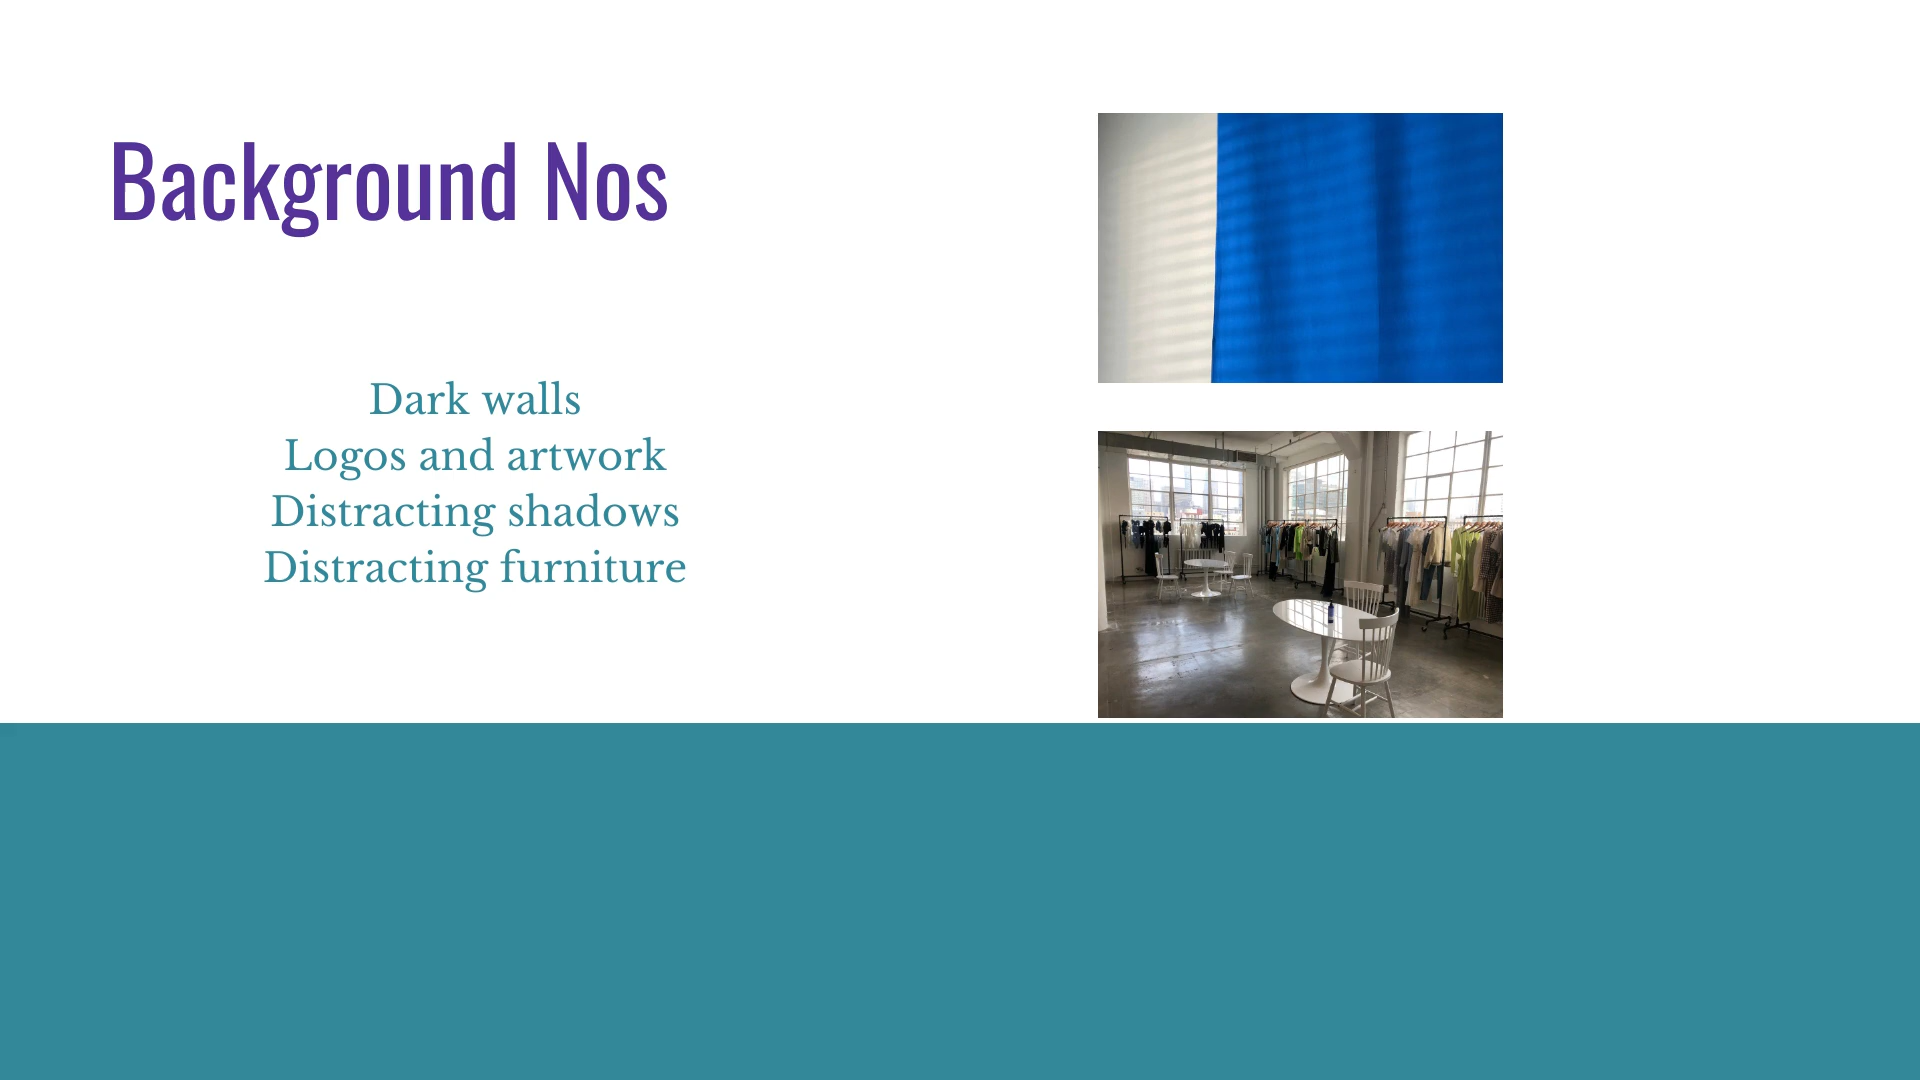 Background Nos
Dark walls
Logos and artwork
Distracting shadows
Distracting furniture